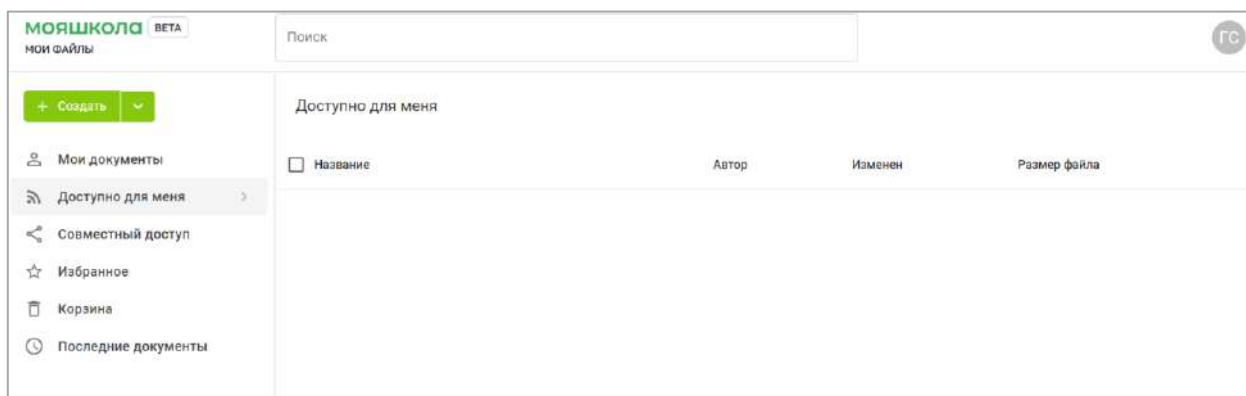 МОЯШКОЛА BETA
МОИ ФАЙЛЫ
Поиск
ГС
+ Создать
Доступно для меня
Мои документы
Название Автор Изменен Размер файла
Доступно для меня
Совместный доступ
Избранное
Корзина
Последние документы